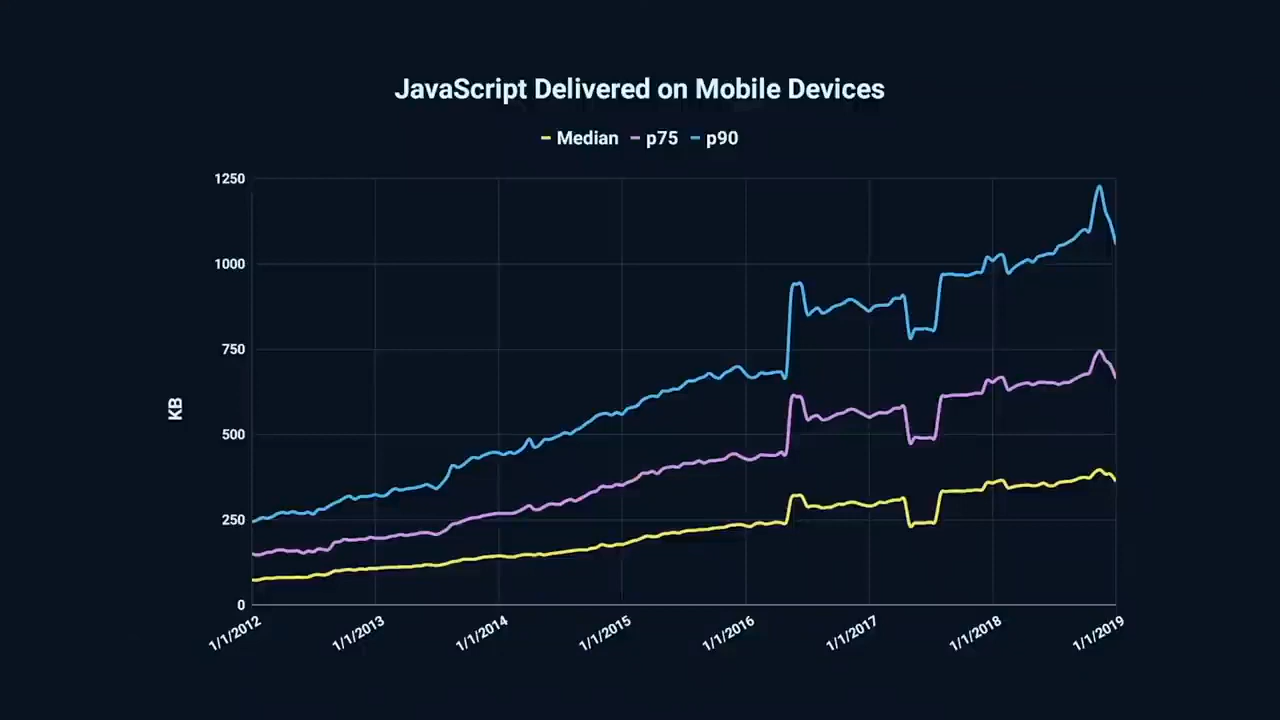 JavaScript Delivered on Mobile Devices
Median p75 p90
1250
1000
750
500
250
0
KB
1/1/2012 1/1/2013 1/1/2014 1/1/2015 1/1/2016 1/1/2017 1/1/2018 1/1/2019